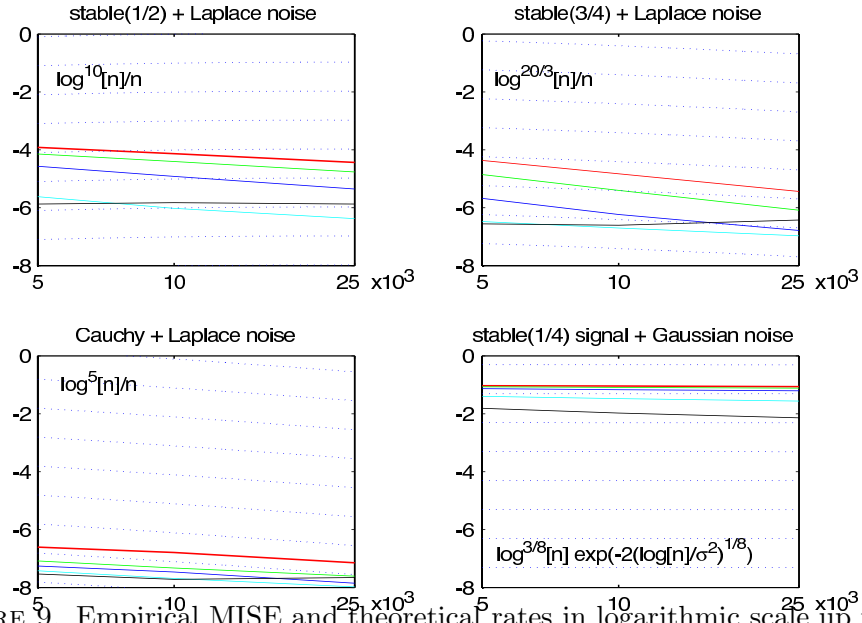 stable(1/2) + Laplace noise
0
-2
-4
-6
-8
log^10[n]/n
5 10 25 x10^3
stable(3/4) + Laplace noise
0
-2
-4
-6
-8
log^20/3[n]/n
5 10 25 x10^3
Cauchy + Laplace noise
0
-2
-4
-6
-8
log^5[n]/n
5 10 25 x10^3
stable(1/4) signal + Gaussian noise
0
-2
-4
-6
-8
log^3/8[n] exp(-2(log[n]/σ^2)^1/8)
5 10 25 x10^3
RE 9. Empirical MISE and theoretical rates in logarithmic scale up